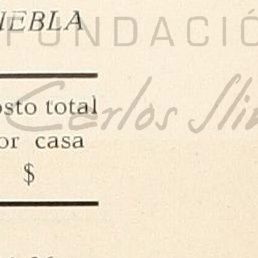 IEBLA
FUNDACIÓ
osto total
Carlos Slim
or casa
$